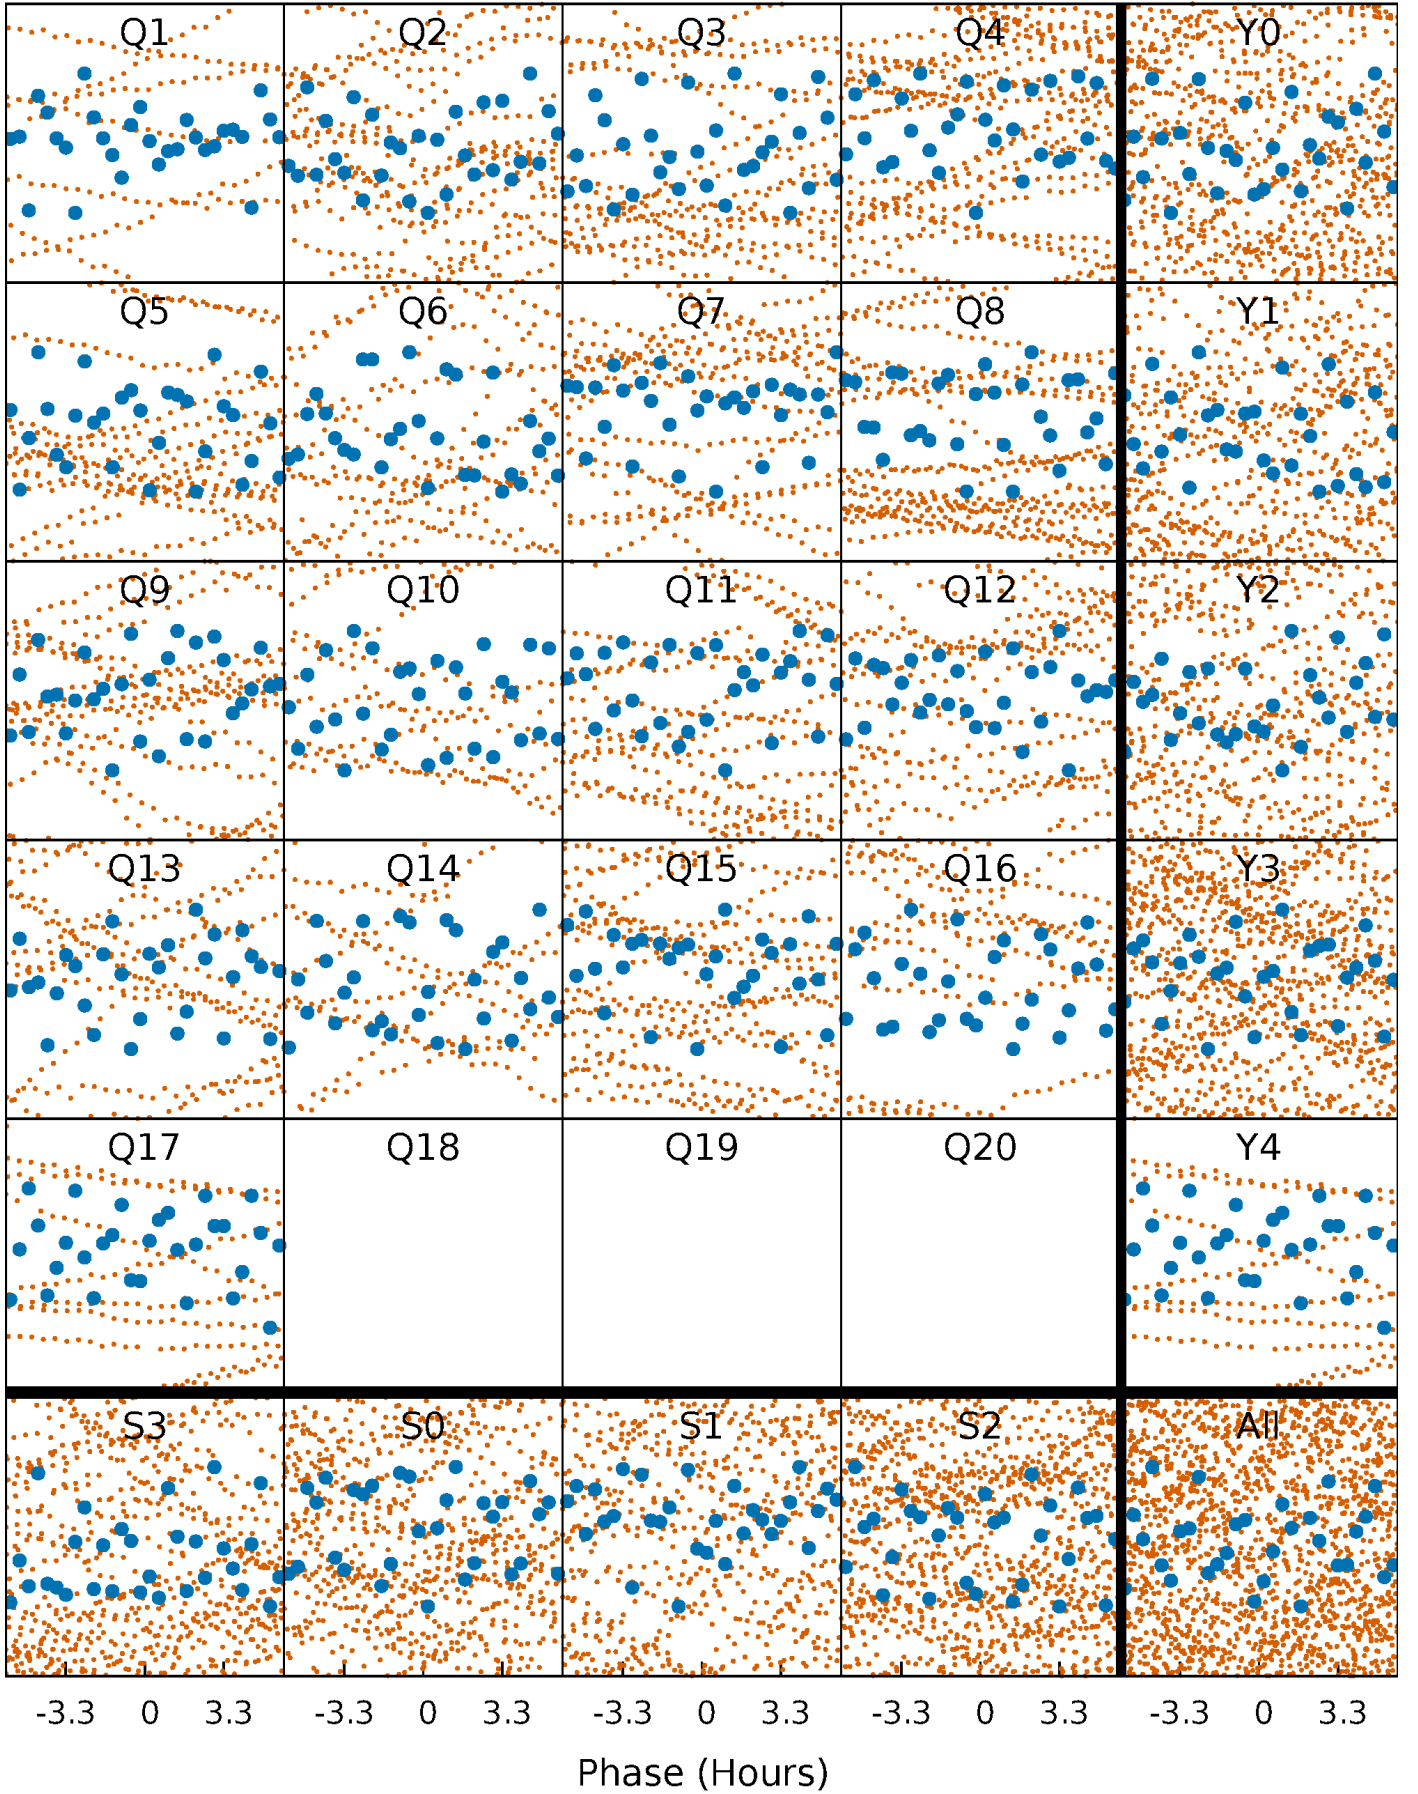 Q1 Q2 Q3 Q4 Y0
Q5 Q6 Q7 Q8 Y1
Q9 Q10 Q11 Q12 Y2
Q13 Q14 Q15 Q16 Y3
Q17 Q18 Q19 Q20 Y4
S3 S0 S1 S2 All
-3.3 0 3.3 -3.3 0 3.3 -3.3 0 3.3 -3.3 0 3.3 -3.3 0 3.3
Phase (Hours)